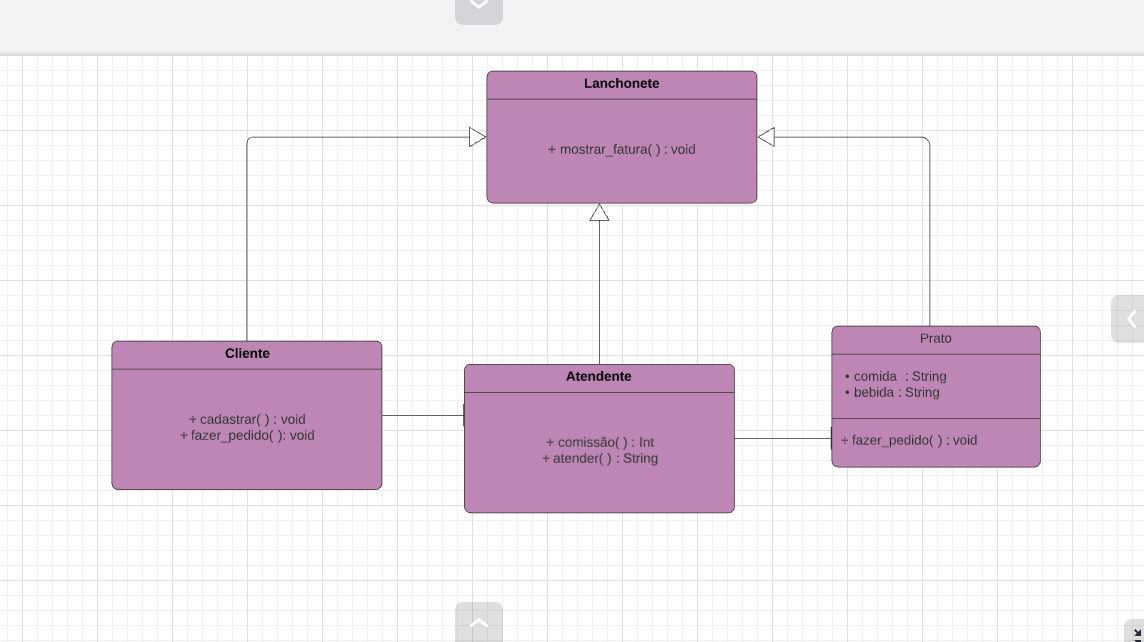 Lanchonete
+ mostrar_fatura( ) : void
Cliente
+ cadastrar( ) : void
+ fazer_pedido( ): void
Atendente
+ comissão( ) : Int
+ atender( ) : String
Prato
• comida : String
• bebida : String
+ fazer_pedido( ) : void